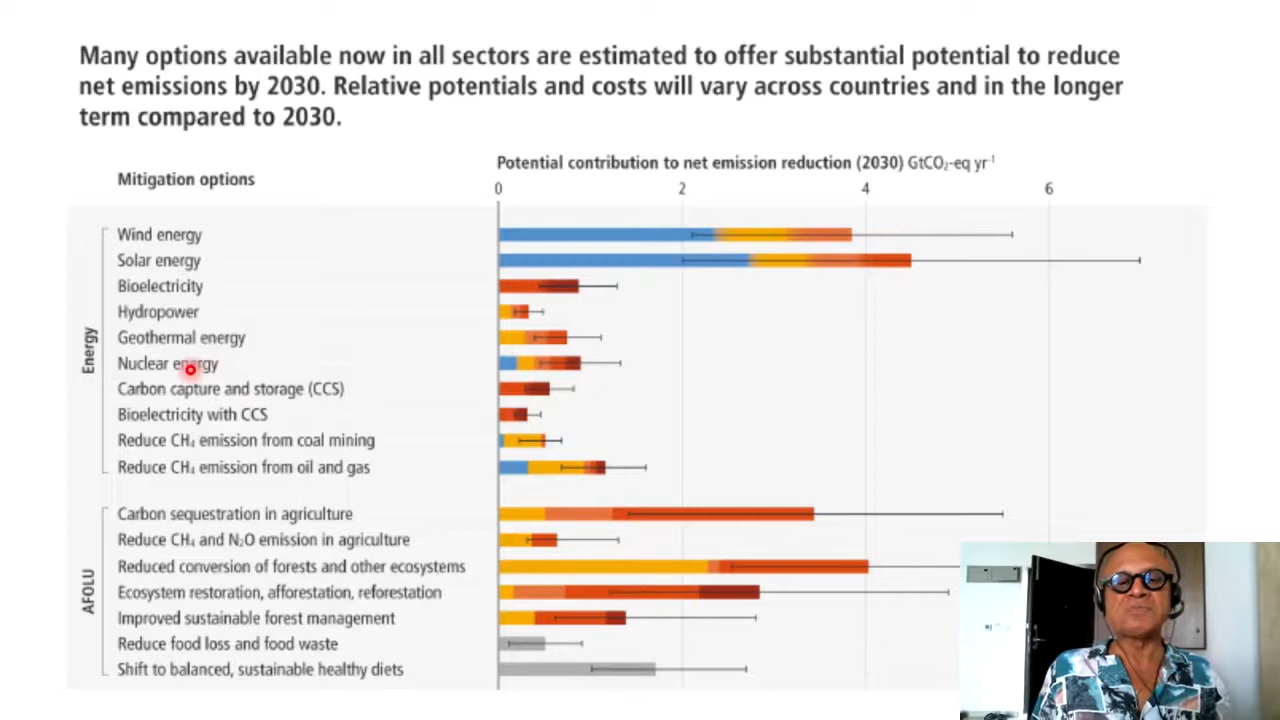 Many options available now in all sectors are estimated to offer substantial potential to reduce
net emissions by 2030. Relative potentials and costs will vary across countries and in the longer
term compared to 2030.
Potential contribution to net emission reduction (2030) GtCO₂-eq yr⁻¹
Mitigation options
0 2 4 6
Energy
Wind energy
Solar energy
Bioelectricity
Hydropower
Geothermal energy
Nuclear energy
Carbon capture and storage (CCS)
Bioelectricity with CCS
Reduce CH₄ emission from coal mining
Reduce CH₄ emission from oil and gas
AFOLU
Carbon sequestration in agriculture
Reduce CH₄ and N₂O emission in agriculture
Reduced conversion of forests and other ecosystems
Ecosystem restoration, afforestation, reforestation
Improved sustainable forest management
Reduce food loss and food waste
Shift to balanced, sustainable healthy diets